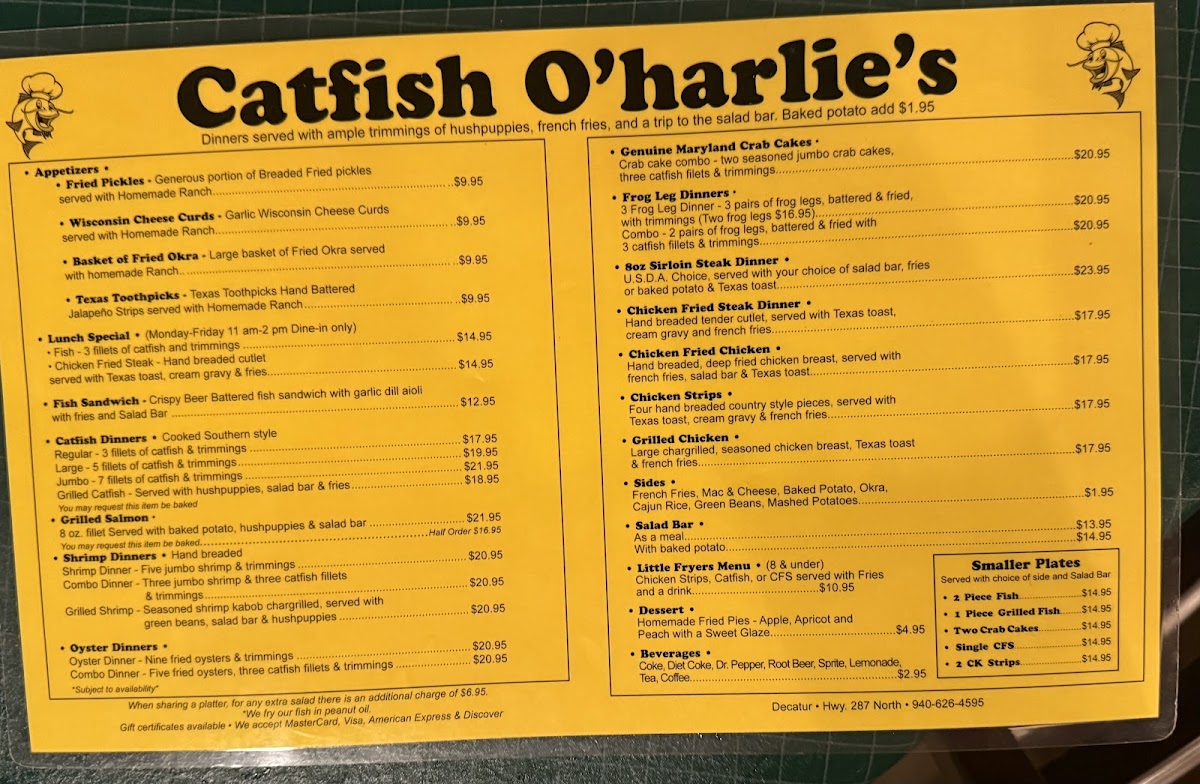 Catfish O'harlie's
Dinners served with ample trimmings of hushpuppies, french fries, and a trip to the salad bar. Baked potato add $1.95
• Appetizers •
• Fried Pickles - Generous portion of Breaded Fried pickles
served with Homemade Ranch...$9.95
• Wisconsin Cheese Curds - Garlic Wisconsin Cheese Curds
served with Homemade Ranch...$9.95
• Basket of Fried Okra - Large basket of Fried Okra served
with homemade Ranch...$9.95
• Texas Toothpicks - Texas Toothpicks Hand Battered
Jalapeño Strips served with Homemade Ranch...$9.95
• Lunch Special • (Monday-Friday 11 am-2 pm Dine-in only)
• Fish - 3 fillets of catfish and trimmings...$14.95
• Chicken Fried Steak - Hand breaded cutlet
served with Texas toast, cream gravy & fries...$14.95
• Fish Sandwich - Crispy Beer Battered fish sandwich with garlic dill aioli
with fries and Salad Bar...$12.95
• Catfish Dinners • Cooked Southern style
Regular - 3 fillets of catfish & trimmings...$17.95
Large - 5 fillets of catfish & trimmings...$19.95
Jumbo - 7 fillets of catfish & trimmings...$21.95
Grilled Catfish - Served with hushpuppies, salad bar & fries...$18.95
You may request this item be baked
• Grilled Salmon •
8 oz. fillet Served with baked potato, hushpuppies & salad bar...$21.95
You may request this item be baked...Half Order $16.95
• Shrimp Dinners • Hand breaded
Shrimp Dinner - Five jumbo shrimp & trimmings...$20.95
Combo Dinner - Three jumbo shrimp & three catfish fillets
& trimmings...$20.95
Grilled Shrimp - Seasoned shrimp kabob chargrilled, served with
green beans, salad bar & hushpuppies...$20.95
• Oyster Dinners •
Oyster Dinner - Nine fried oysters & trimmings...$20.95
Combo Dinner - Five fried oysters, three catfish fillets & trimmings...$20.95
*Subject to availability*
• Genuine Maryland Crab Cakes •
Crab cake combo - two seasoned jumbo crab cakes,
three catfish filets & trimmings...$20.95
• Frog Leg Dinners •
3 Frog Leg Dinner - 3 pairs of frog legs, battered & fried,
with trimmings (Two frog legs $16.95)...$20.95
Combo - 2 pairs of frog legs, battered & fried with
3 catfish fillets & trimmings...$20.95
• 8oz Sirloin Steak Dinner •
U.S.D.A. Choice, served with your choice of salad bar, fries
or baked potato & Texas toast...$23.95
• Chicken Fried Steak Dinner •
Hand breaded tender cutlet, served with Texas toast,
cream gravy and french fries...$17.95
• Chicken Fried Chicken •
Hand breaded, deep fried chicken breast, served with
french fries, salad bar & Texas toast...$17.95
• Chicken Strips •
Four hand breaded country style pieces, served with
Texas toast, cream gravy & french fries...$17.95
• Grilled Chicken •
Large chargrilled, seasoned chicken breast, Texas toast
& french fries...$17.95
• Sides •
French Fries, Mac & Cheese, Baked Potato, Okra,
Cajun Rice, Green Beans, Mashed Potatoes...$1.95
• Salad Bar •
As a meal...$13.95
With baked potato...$14.95
• Little Fryers Menu • (8 & under)
Chicken Strips, Catfish, or CFS served with Fries
and a drink...$10.95
• Dessert •
Homemade Fried Pies - Apple, Apricot and
Peach with a Sweet Glaze...$4.95
• Beverages •
Coke, Diet Coke, Dr. Pepper, Root Beer, Sprite, Lemonade,
Tea, Coffee...$2.95
Smaller Plates
Served with choice of side and Salad Bar
• 2 Piece Fish...$14.95
• 1 Piece Grilled Fish...$14.95
• Two Crab Cakes...$14.95
• Single CFS...$14.95
• 2 CK Strips...$14.95
When sharing a platter, for any extra salad there is an additional charge of $6.95.
*We fry our fish in peanut oil.
Gift certificates available • We accept MasterCard, Visa, American Express & Discover
Decatur • Hwy. 287 North • 940-626-4595